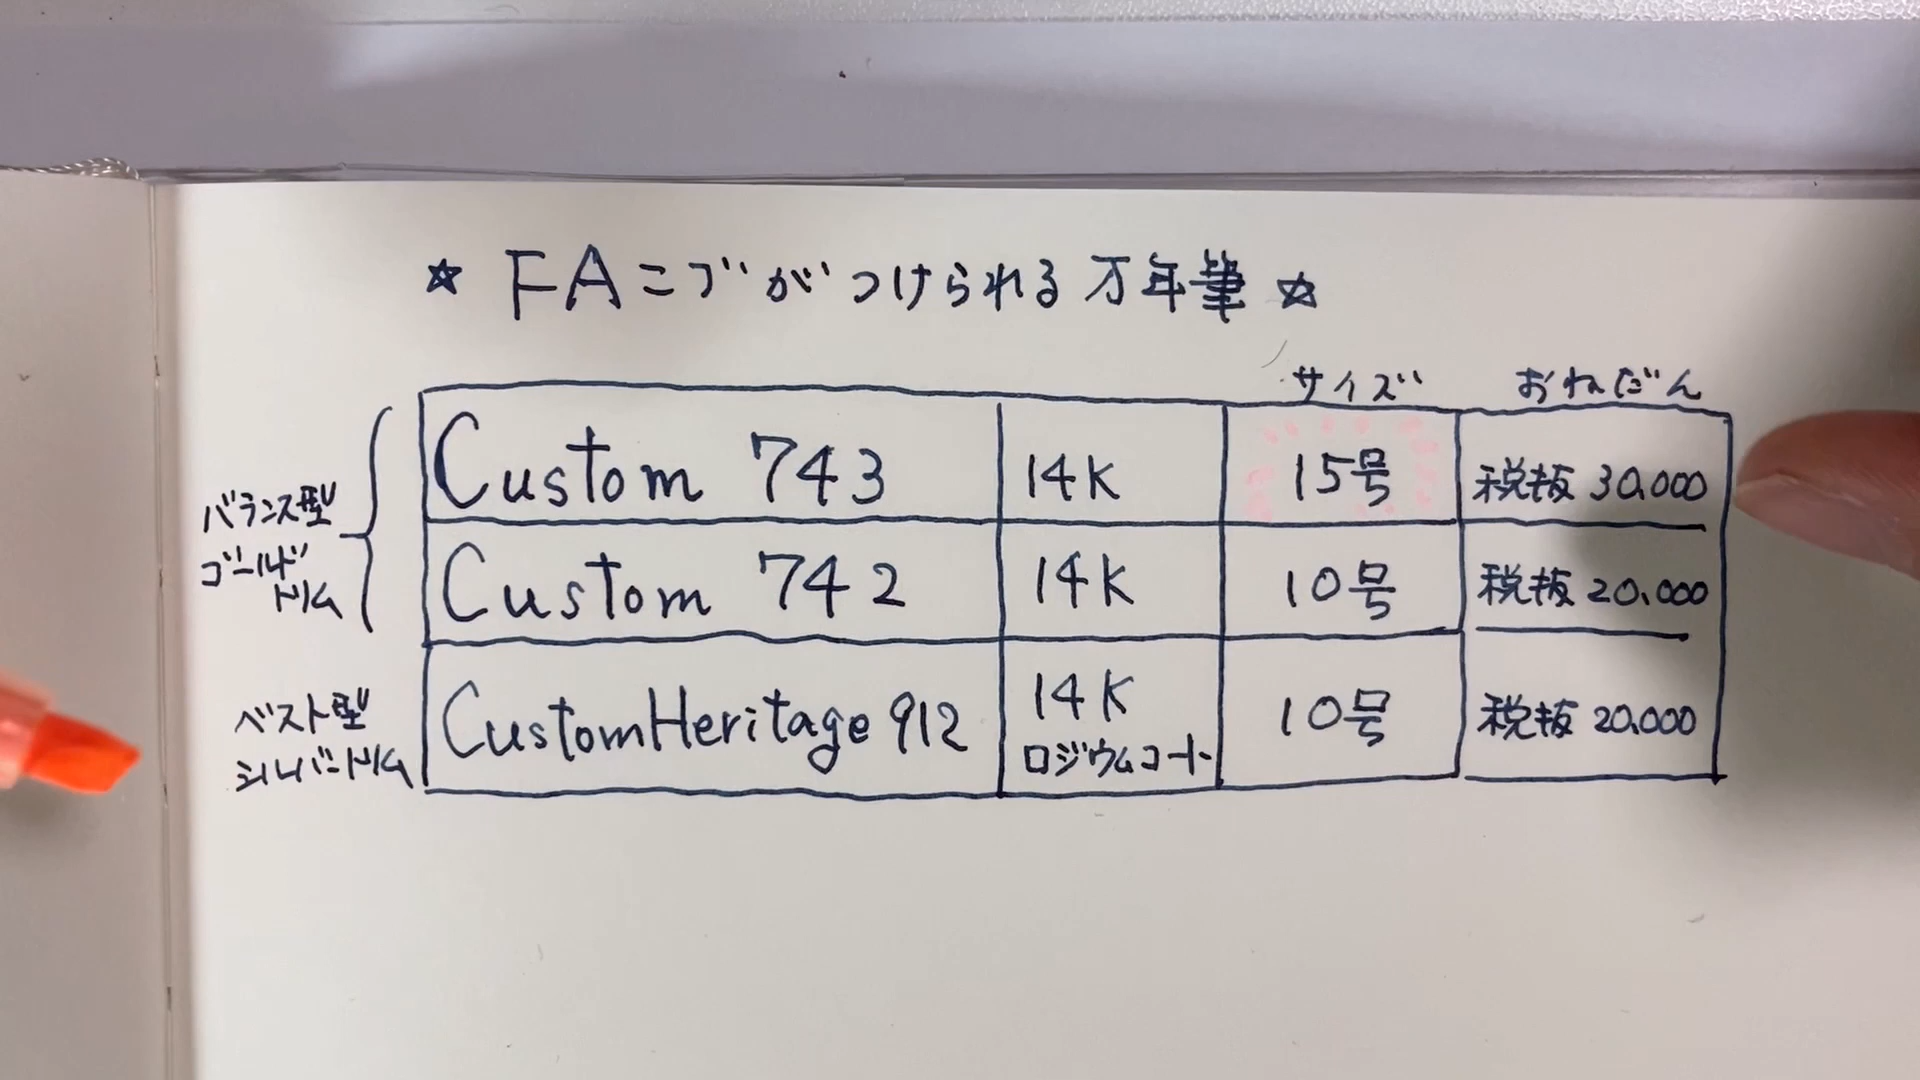 ☆ FAニブがつけられる万年筆 ☆
サイズ おねだん
バランス型
ゴールド
トリム
Custom 743 14K 15号 税抜 30,000
Custom 742 14K 10号 税抜 20,000
ベスト型
シルバートリム
CustomHeritage 912 14K
ロジウムコート 10号 税抜 20,000